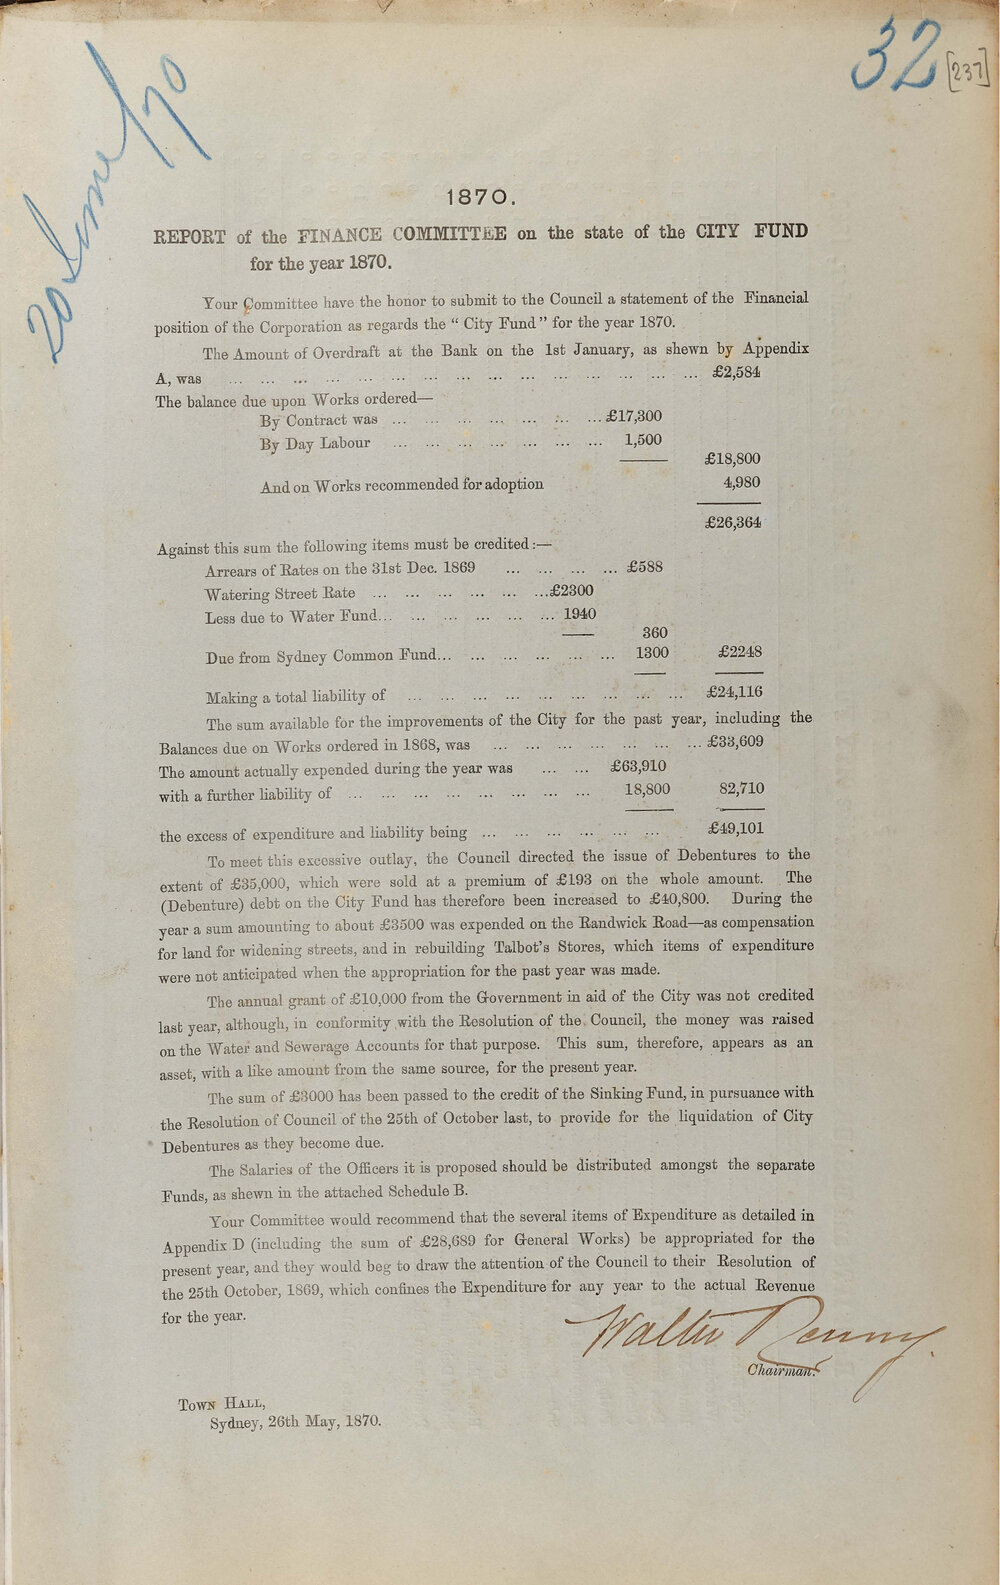 32
[237]
20 June / 70
1870.
REPORT of the FINANCE COMMITTEE on the state of the CITY FUND
for the year 1870.
Your Committee have the honor to submit to the Council a statement of the Financial
position of the Corporation as regards the “ City Fund ” for the year 1870.
The Amount of Overdraft at the Bank on the 1st January, as shewn by Appendix
A, was ... ... ... ... ... ... ... ... ... ... ... ... ... ... ... £2,584
The balance due upon Works ordered—
By Contract was ... ... ... ... ... ... ... £17,300
By Day Labour ... ... ... ... ... ... ... 1,500
£18,800
And on Works recommended for adoption 4,980
£26,364
Against this sum the following items must be credited :—
Arrears of Rates on the 31st Dec. 1869 ... ... ... ... £588
Watering Street Rate ... ... ... ... ... ... £2300
Less due to Water Fund... ... ... ... ... ... 1940
360
Due from Sydney Common Fund... ... ... ... ... ... 1300 £2248
Making a total liability of ... ... ... ... ... ... ... ... ... £24,116
The sum available for the improvements of the City for the past year, including the
Balances due on Works ordered in 1868, was ... ... ... ... ... ... ... £33,609
The amount actually expended during the year was ... ... £63,910
with a further liability of ... ... ... ... ... ... ... ... 18,800 82,710
the excess of expenditure and liability being ... ... ... ... ... ... £49,101
To meet this excessive outlay, the Council directed the issue of Debentures to the
extent of £35,000, which were sold at a premium of £193 on the whole amount. The
(Debenture) debt on the City Fund has therefore been increased to £40,800. During the
year a sum amounting to about £3500 was expended on the Randwick Road—as compensation
for land for widening streets, and in rebuilding Talbot's Stores, which items of expenditure
were not anticipated when the appropriation for the past year was made.
The annual grant of £10,000 from the Government in aid of the City was not credited
last year, although, in conformity with the Resolution of the Council, the money was raised
on the Water and Sewerage Accounts for that purpose. This sum, therefore, appears as an
asset, with a like amount from the same source, for the present year.
The sum of £3000 has been passed to the credit of the Sinking Fund, in pursuance with
the Resolution of Council of the 25th of October last, to provide for the liquidation of City
Debentures as they become due.
The Salaries of the Officers it is proposed should be distributed amongst the separate
Funds, as shewn in the attached Schedule B.
Your Committee would recommend that the several items of Expenditure as detailed in
Appendix D (including the sum of £28,689 for General Works) be appropriated for the
present year, and they would beg to draw the attention of the Council to their Resolution of
the 25th October, 1869, which confines the Expenditure for any year to the actual Revenue
for the year.
Walter Renny.
Chairman.
TOWN HALL,
Sydney, 26th May, 1870.